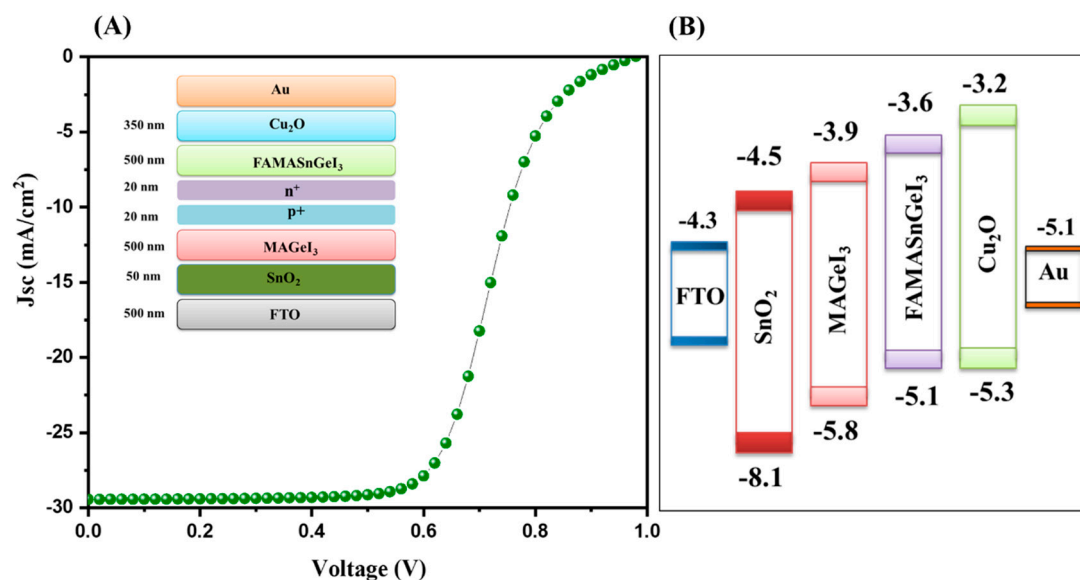 (A)
Jsc (mA/cm²)
0
-5
-10
-15
-20
-25
-30
0.0 0.2 0.4 0.6 0.8 1.0
Voltage (V)
Au
350 nm Cu₂O
500 nm FAMASnGeI₃
20 nm n⁺
20 nm p+
500 nm MAGeI₃
50 nm SnO₂
500 nm FTO
(B)
-4.3
FTO
-4.5
SnO₂
-8.1
-3.9
MAGeI₃
-5.8
-3.6
FAMASnGeI₃
-5.1
-3.2
Cu₂O
-5.3
-5.1
Au